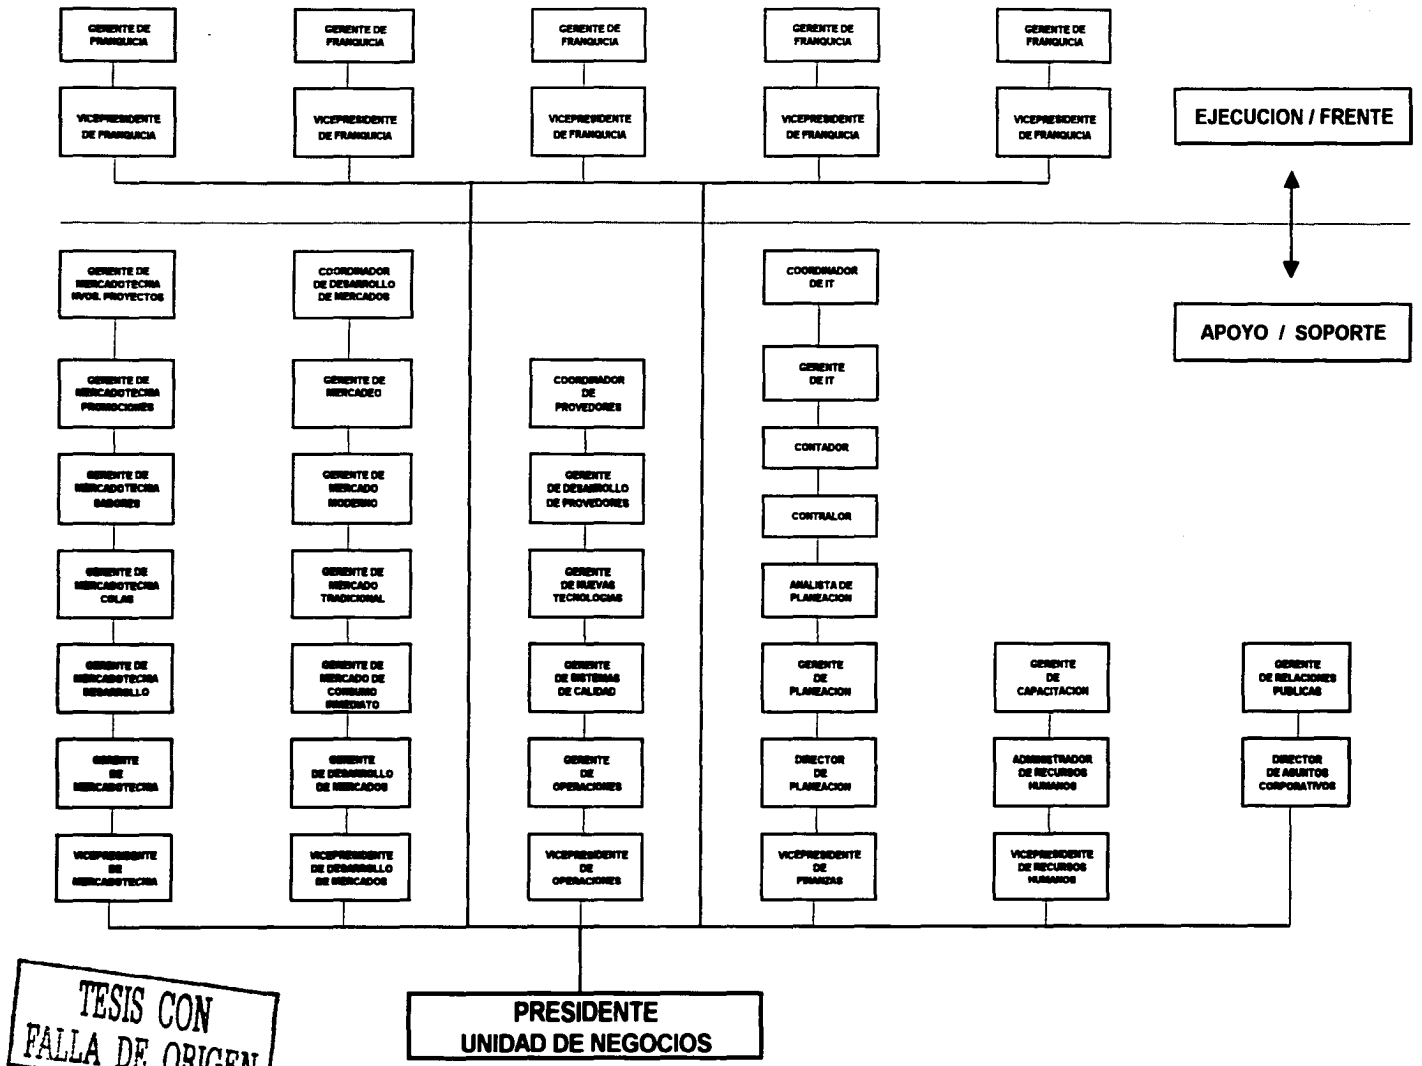 GERENTE DE
FRANQUICIA
GERENTE DE
FRANQUICIA
GERENTE DE
FRANQUICIA
GERENTE DE
FRANQUICIA
GERENTE DE
FRANQUICIA
VICEPRESIDENTE
DE FRANQUICIA
VICEPRESIDENTE
DE FRANQUICIA
VICEPRESIDENTE
DE FRANQUICIA
VICEPRESIDENTE
DE FRANQUICIA
VICEPRESIDENTE
DE FRANQUICIA
EJECUCION / FRENTE
APOYO / SOPORTE
GERENTE DE
MERCADOTECNIA
NVOS. PROYECTOS
COORDINADOR
DE DESARROLLO
DE MERCADOS
COORDINADOR
DE IT
GERENTE DE
MERCADOTECNIA
PROMOCIONES
GERENTE DE
MERCADEO
COORDINADOR
DE
PROVEDORES
GERENTE
DE IT
CONTADOR
GERENTE DE
MERCADOTECNIA
SABORES
GERENTE DE
MERCADO
MODERNO
GERENTE
DE DESARROLLO
DE PROVEDORES
CONTRALOR
GERENTE DE
MERCADOTECNIA
COLAS
GERENTE DE
MERCADO
TRADICIONAL
GERENTE
DE NUEVAS
TECNOLOGIAS
ANALISTA DE
PLANEACION
GERENTE DE
MERCADOTECNIA
DESARROLLO
GERENTE DE
MERCADO DE
CONSUMO
INMEDIATO
GERENTE
DE SISTEMAS
DE CALIDAD
GERENTE
DE
PLANEACION
GERENTE
DE
CAPACITACION
GERENTE
DE RELACIONES
PUBLICAS
GERENTE
DE
MERCADOTECNIA
GERENTE
DE DESARROLLO
DE MERCADOS
GERENTE
DE
OPERACIONES
DIRECTOR
DE
PLANEACION
ADMINISTRADOR
DE RECURSOS
HUMANOS
DIRECTOR
DE ASUNTOS
CORPORATIVOS
VICEPRESIDENTE
DE
MERCADOTECNIA
VICEPRESIDENTE
DE DESARROLLO
DE MERCADOS
VICEPRESIDENTE
DE
OPERACIONES
VICEPRESIDENTE
DE
FINANZAS
VICEPRESIDENTE
DE RECURSOS
HUMANOS
PRESIDENTE
UNIDAD DE NEGOCIOS
TESIS CON
FALLA DE ORIGEN